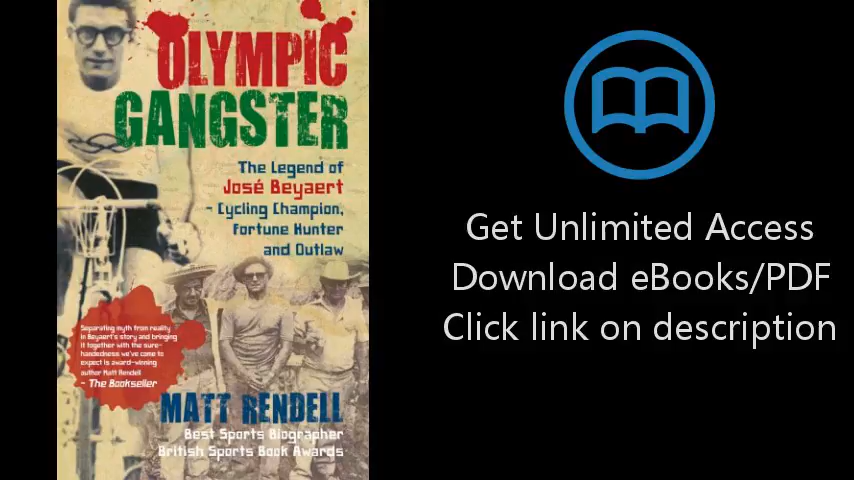 OLYMPIC
GANGSTER
The Legend of
José Beyaert
- Cycling Champion,
Fortune Hunter
and Outlaw
Separating myth from reality
in Beyaert's story and bringing
it together with the sure-
handedness we've come to
expect is award-winning
author Matt Rendell
- The Bookseller
MATT RENDELL
Best Sports Biographer
British Sports Book Awards
Get Unlimited Access
Download eBooks/PDF
Click link on description